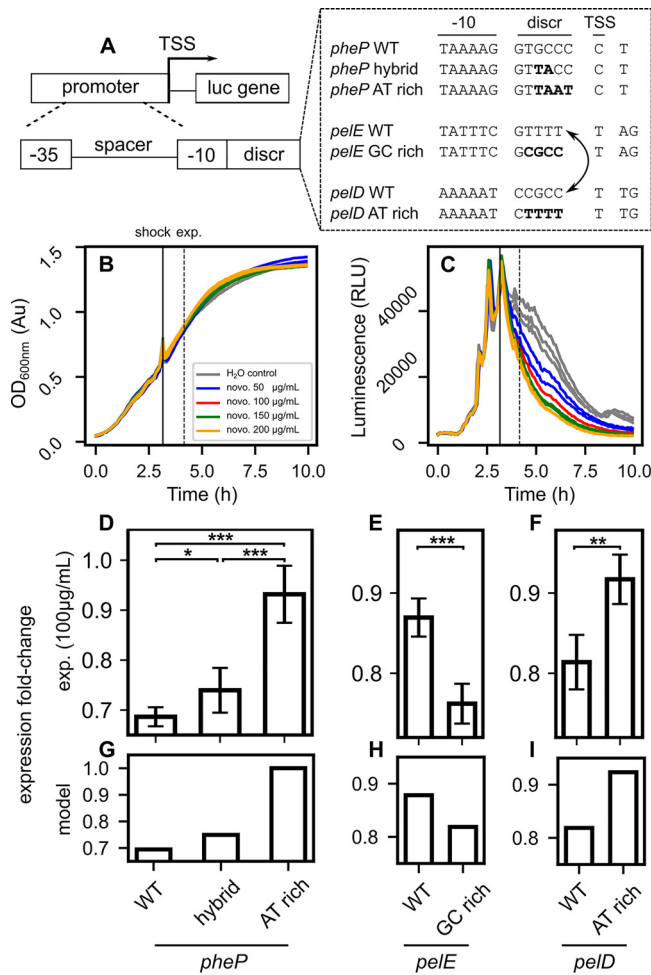 A
TSS
promoter
luc gene
-35
spacer
-10
discr
-10 discr TSS
pheP WT TAAAAG GTGCCC C T
pheP hybrid TAAAAG GTTACC C T
pheP AT rich TAAAAG GTTAAT C T
pelE WT TATTTC GTTTT T AG
pelE GC rich TATTTC GCGCC T AG
pelD WT AAAAAT CCGCC T TG
pelD AT rich AAAAAT CTTTT T TG
shock exp.
B
OD600nm (Au)
1.5
1.0
0.5
0.0
H2O control
novo. 50 µg/mL
novo. 100 µg/mL
novo. 150 µg/mL
novo. 200 µg/mL
0.0 2.5 5.0 7.5 10.0
Time (h)
C
Luminescence (RLU)
40000
20000
0
0.0 2.5 5.0 7.5 10.0
Time (h)
expression fold-change
exp. (100µg/mL)
D
***
* ***
1.0
0.9
0.8
0.7
E
***
0.9
0.8
F
**
0.9
0.8
model
G
1.0
0.9
0.8
0.7
H
0.9
0.8
I
0.9
0.8
WT hybrid AT rich
WT GC rich
WT AT rich
pheP pelE pelD